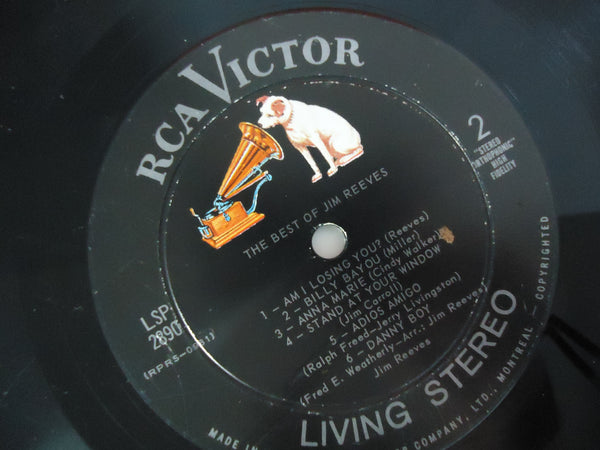 RCA VICTOR
2
"STEREO
ORTHOPHONIC"
HIGH
FIDELITY
THE BEST OF JIM REEVES
LSP-
2890
1 – AM I LOSING YOU? (Reeves)
2 – BILLY BAYOU (Miller)
3 – ANNA MARIE (Cindy Walker)
4 – STAND AT YOUR WINDOW
(Jim Carroll)
5 – ADIOS AMIGO
(Ralph Freed–Jerry Livingston)
6 – DANNY BOY
(Fred E. Weatherly–Arr.: Jim Reeves)
Jim Reeves
LIVING STEREO
MADE IN
COMPANY, LTD., MONTREAL – COPYRIGHTED